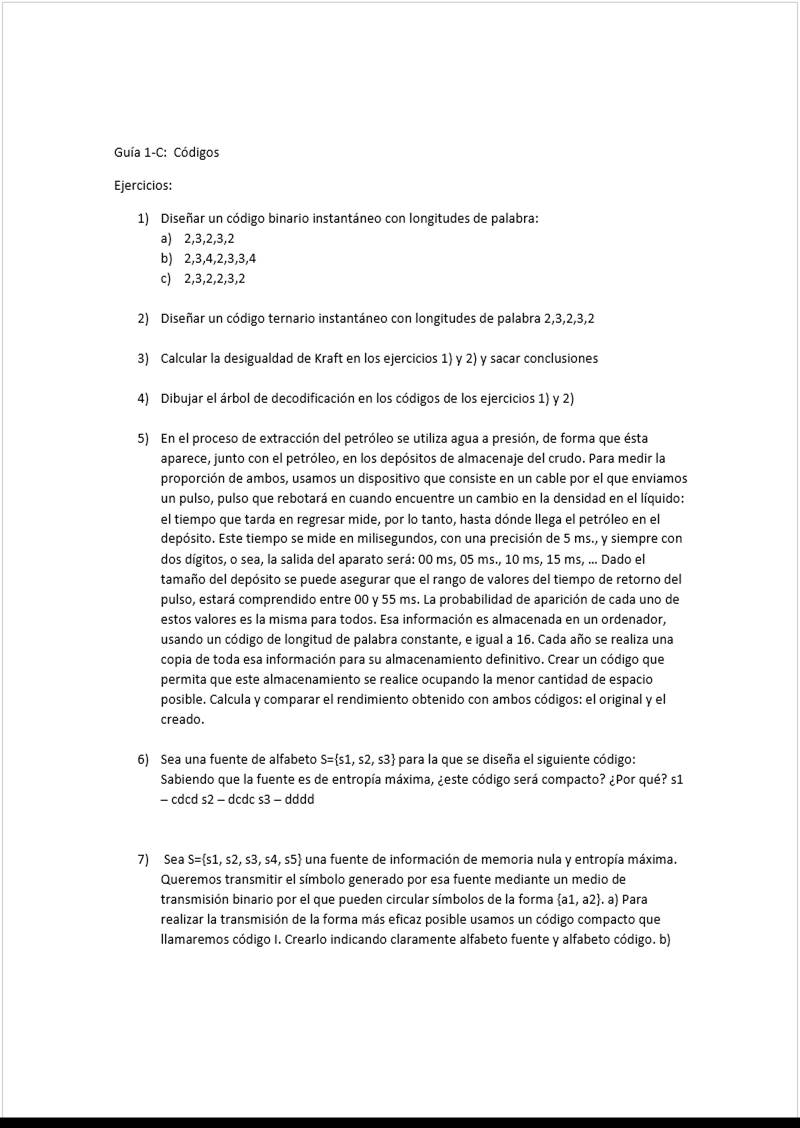 Guía 1-C: Códigos
Ejercicios:
1) Diseñar un código binario instantáneo con longitudes de palabra:
a) 2,3,2,3,2
b) 2,3,4,2,3,3,4
c) 2,3,2,2,3,2
2) Diseñar un código ternario instantáneo con longitudes de palabra 2,3,2,3,2
3) Calcular la desigualdad de Kraft en los ejercicios 1) y 2) y sacar conclusiones
4) Dibujar el árbol de decodificación en los códigos de los ejercicios 1) y 2)
5) En el proceso de extracción del petróleo se utiliza agua a presión, de forma que ésta
aparece, junto con el petróleo, en los depósitos de almacenaje del crudo. Para medir la
proporción de ambos, usamos un dispositivo que consiste en un cable por el que enviamos
un pulso, pulso que rebotará en cuando encuentre un cambio en la densidad en el líquido:
el tiempo que tarda en regresar mide, por lo tanto, hasta dónde llega el petróleo en el
depósito. Este tiempo se mide en milisegundos, con una precisión de 5 ms., y siempre con
dos dígitos, o sea, la salida del aparato será: 00 ms, 05 ms., 10 ms, 15 ms, ... Dado el
tamaño del depósito se puede asegurar que el rango de valores del tiempo de retorno del
pulso, estará comprendido entre 00 y 55 ms. La probabilidad de aparición de cada uno de
estos valores es la misma para todos. Esa información es almacenada en un ordenador,
usando un código de longitud de palabra constante, e igual a 16. Cada año se realiza una
copia de toda esa información para su almacenamiento definitivo. Crear un código que
permita que este almacenamiento se realice ocupando la menor cantidad de espacio
posible. Calcula y comparar el rendimiento obtenido con ambos códigos: el original y el
creado.
6) Sea una fuente de alfabeto S={s1, s2, s3} para la que se diseña el siguiente código:
Sabiendo que la fuente es de entropía máxima, ¿este código será compacto? ¿Por qué? s1
– cdcd s2 – dcdc s3 – dddd
7) Sea S={s1, s2, s3, s4, s5} una fuente de información de memoria nula y entropía máxima.
Queremos transmitir el símbolo generado por esa fuente mediante un medio de
transmisión binario por el que pueden circular símbolos de la forma {a1, a2}. a) Para
realizar la transmisión de la forma más eficaz posible usamos un código compacto que
llamaremos código I. Crearlo indicando claramente alfabeto fuente y alfabeto código. b)